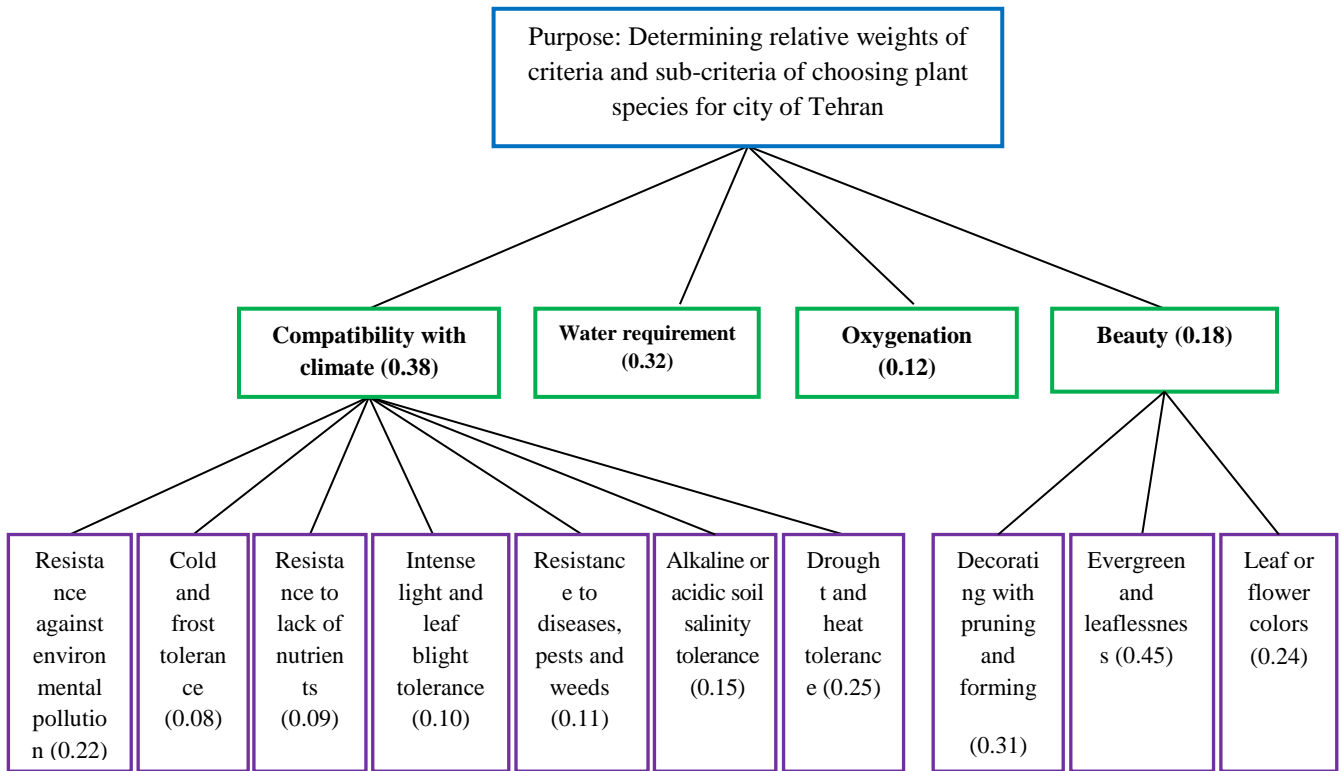 Purpose: Determining relative weights of
criteria and sub-criteria of choosing plant
species for city of Tehran
Compatibility with
climate (0.38)
Water requirement
(0.32)
Oxygenation
(0.12)
Beauty (0.18)
Resista
nce
against
environ
mental
pollutio
n (0.22)
Cold
and
frost
toleran
ce
(0.08)
Resista
nce to
lack of
nutrien
ts
(0.09)
Intense
light and
leaf
blight
tolerance
(0.10)
Resistanc
e to
diseases,
pests and
weeds
(0.11)
Alkaline or
acidic soil
salinity
tolerance
(0.15)
Drough
t and
heat
toleranc
e (0.25)
Decorati
ng with
pruning
and
forming
(0.31)
Evergreen
and
leaflessnes
s (0.45)
Leaf or
flower
colors
(0.24)